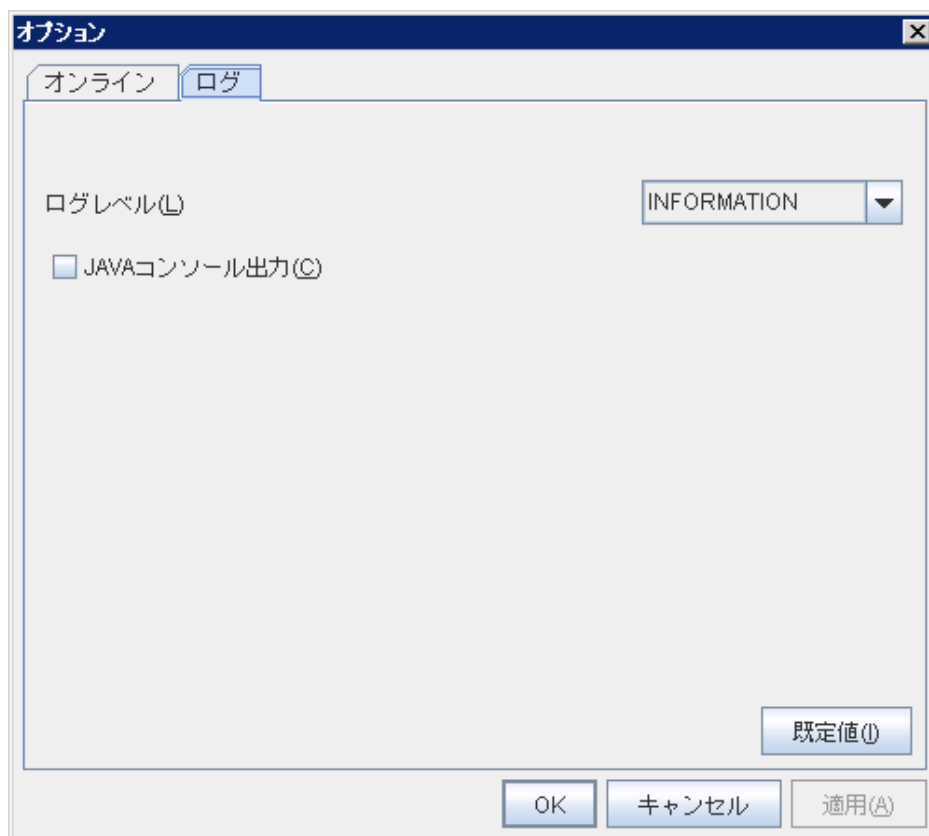 オプション
オンライン ログ
ログレベル(L) INFORMATION
JAVAコンソール出力(C)
既定値(I)
OK キャンセル 適用(A)